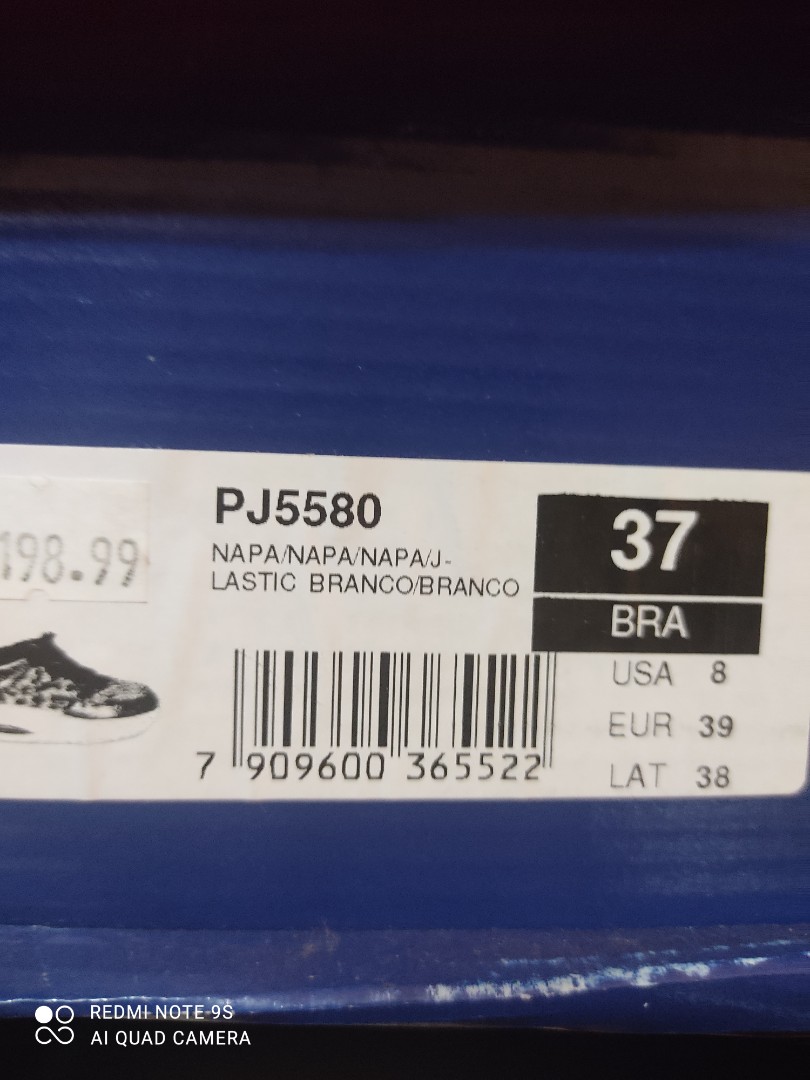 198.99
PJ5580
NAPA/NAPA/NAPA/J-
LASTIC BRANCO/BRANCO
37
BRA
USA 8
EUR 39
LAT 38
7 909600 365522
REDMI NOTE 9S
AI QUAD CAMERA